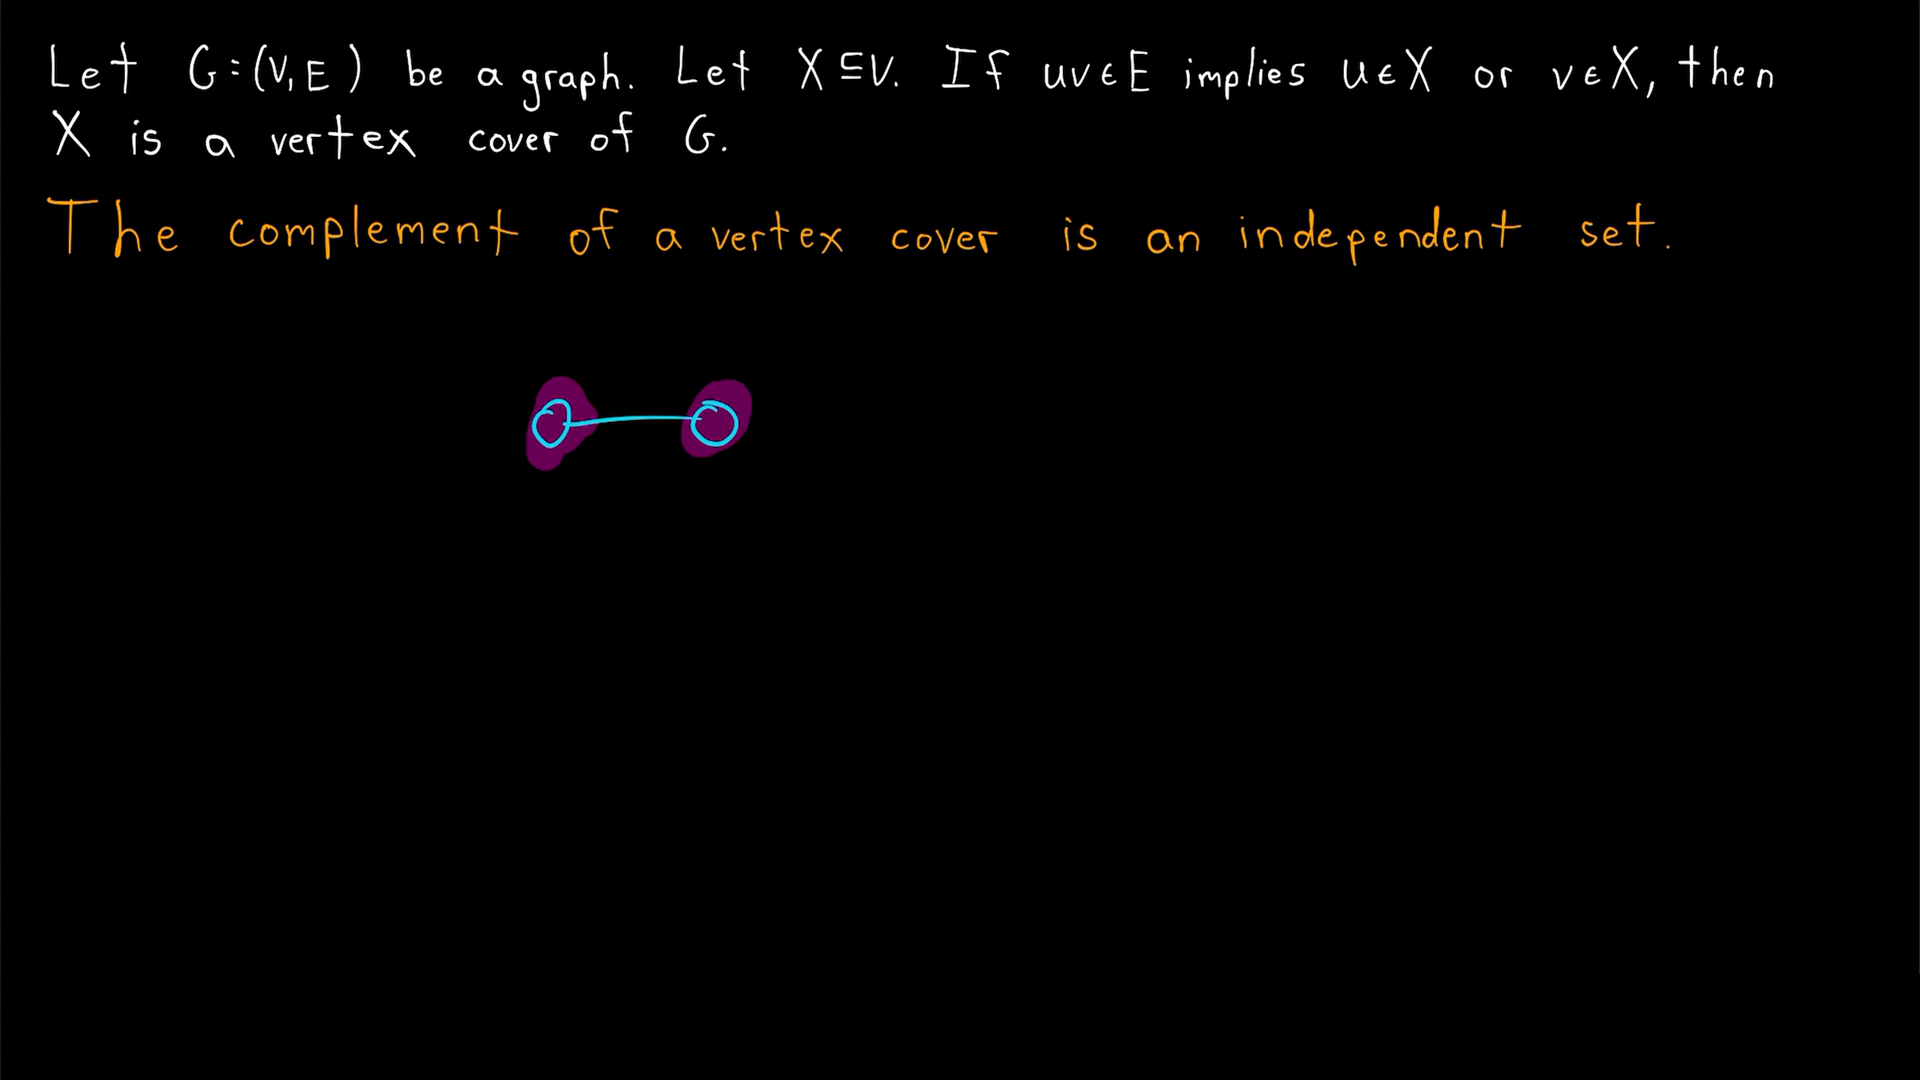 Let G=(V,E) be a graph. Let X⊆V. If uv∈E implies u∈X or v∈X, then
X is a vertex cover of G.
The complement of a vertex cover is an independent set.